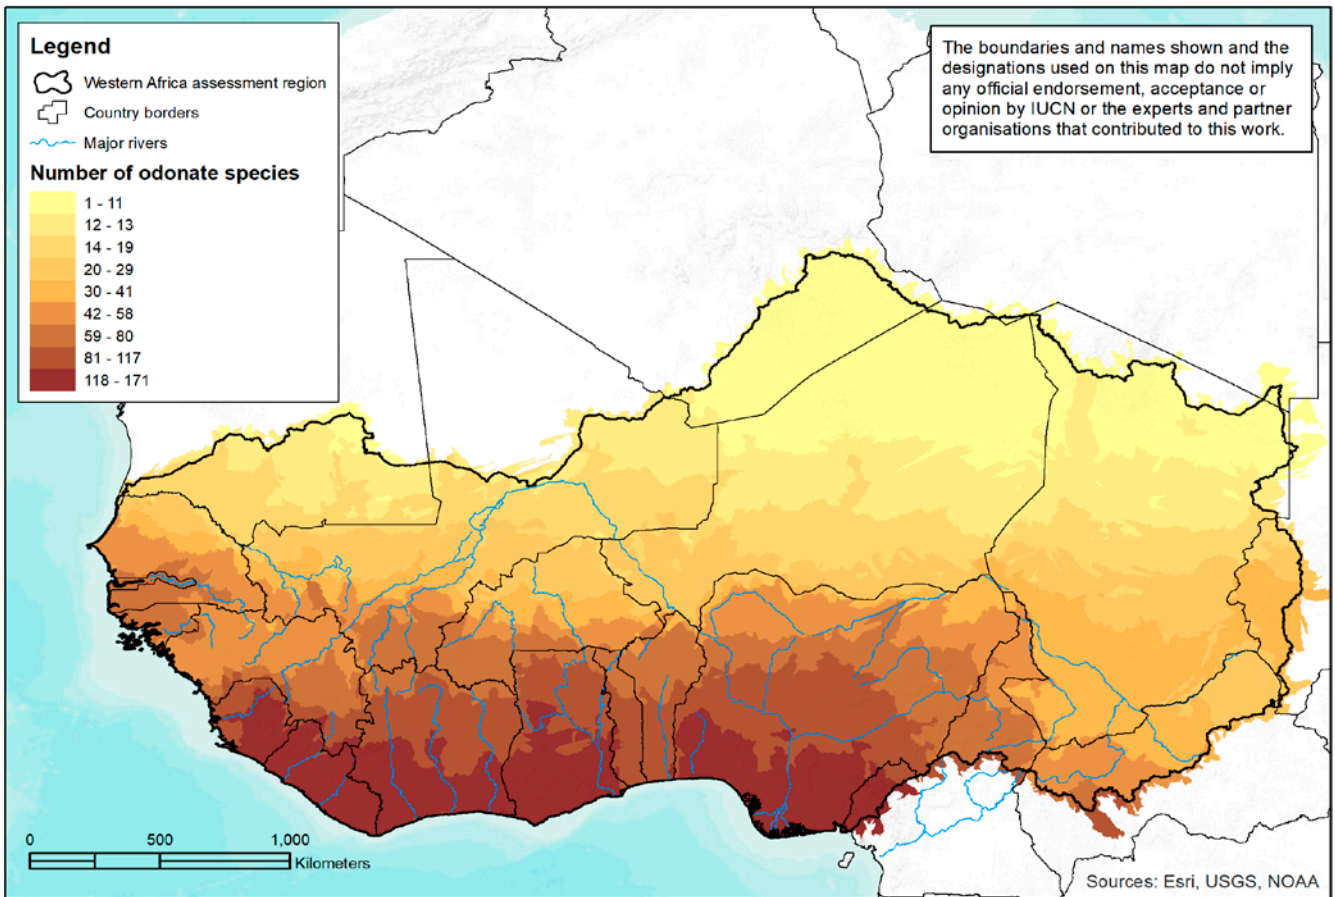 Legend
Western Africa assessment region
Country borders
Major rivers
Number of odonate species
1 - 11
12 - 13
14 - 19
20 - 29
30 - 41
42 - 58
59 - 80
81 - 117
118 - 171
The boundaries and names shown and the
designations used on this map do not imply
any official endorsement, acceptance or
opinion by IUCN or the experts and partner
organisations that contributed to this work.
0 500 1,000
Kilometers
Sources: Esri, USGS, NOAA